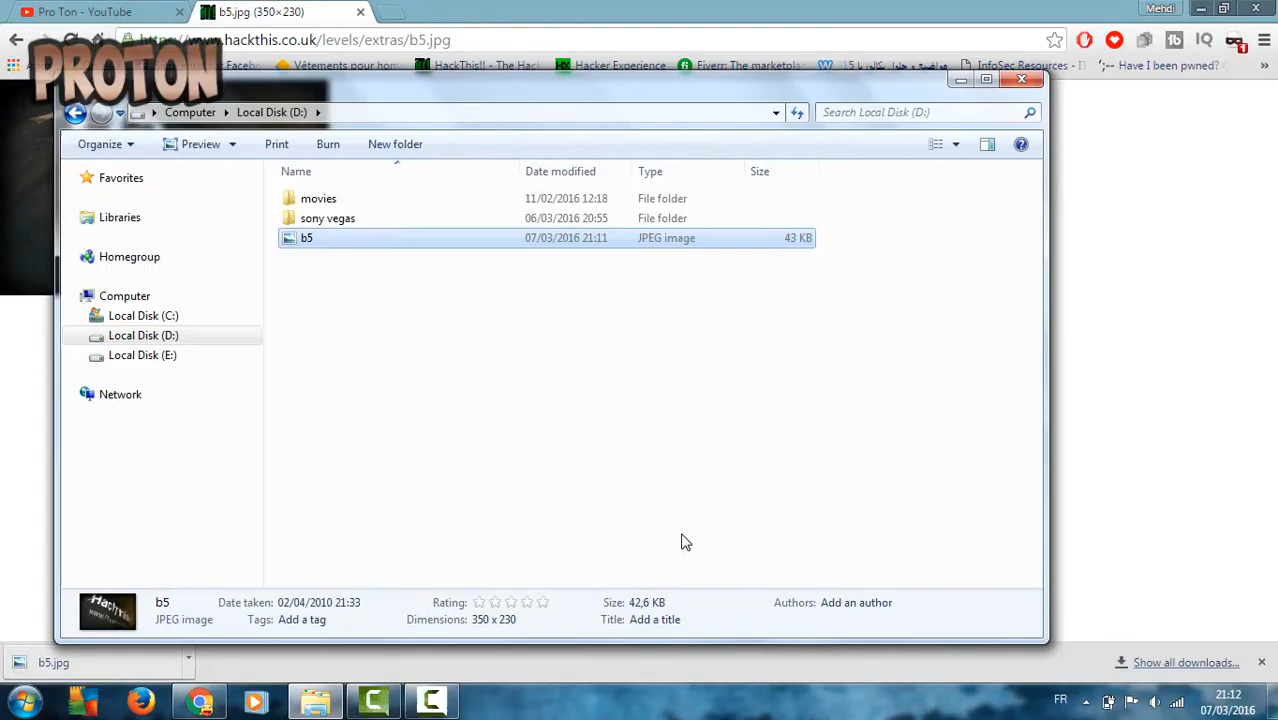 Pro Ton - YouTube
b5.jpg (350×230)
Mehdi
https://www.hackthis.co.uk/levels/extras/b5.jpg
PROTON
Vêtements pour hom
HackThis!! - The Hack
Hacker Experience
Fiverr: The marketpla
InfoSec Resources - IT
Have I been pwned?
Computer
Local Disk (D:)
Search Local Disk (D:)
Organize
Preview
Print
Burn
New folder
Name
Date modified
Type
Size
Favorites
Libraries
Homegroup
Computer
Local Disk (C:)
Local Disk (D:)
Local Disk (E:)
Network
movies 11/02/2016 12:18 File folder
sony vegas 06/03/2016 20:55 File folder
b5 07/03/2016 21:11 JPEG image 43 KB
b5 Date taken: 02/04/2010 21:33 Rating: Size: 42,6 KB Authors: Add an author
JPEG image Tags: Add a tag Dimensions: 350 x 230 Title: Add a title
b5.jpg
Show all downloads...
FR
21:12
07/03/2016